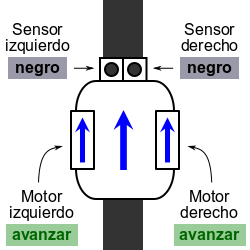 Sensor
izquierdo
negro
Sensor
derecho
negro
Motor
izquierdo
avanzar
Motor
derecho
avanzar